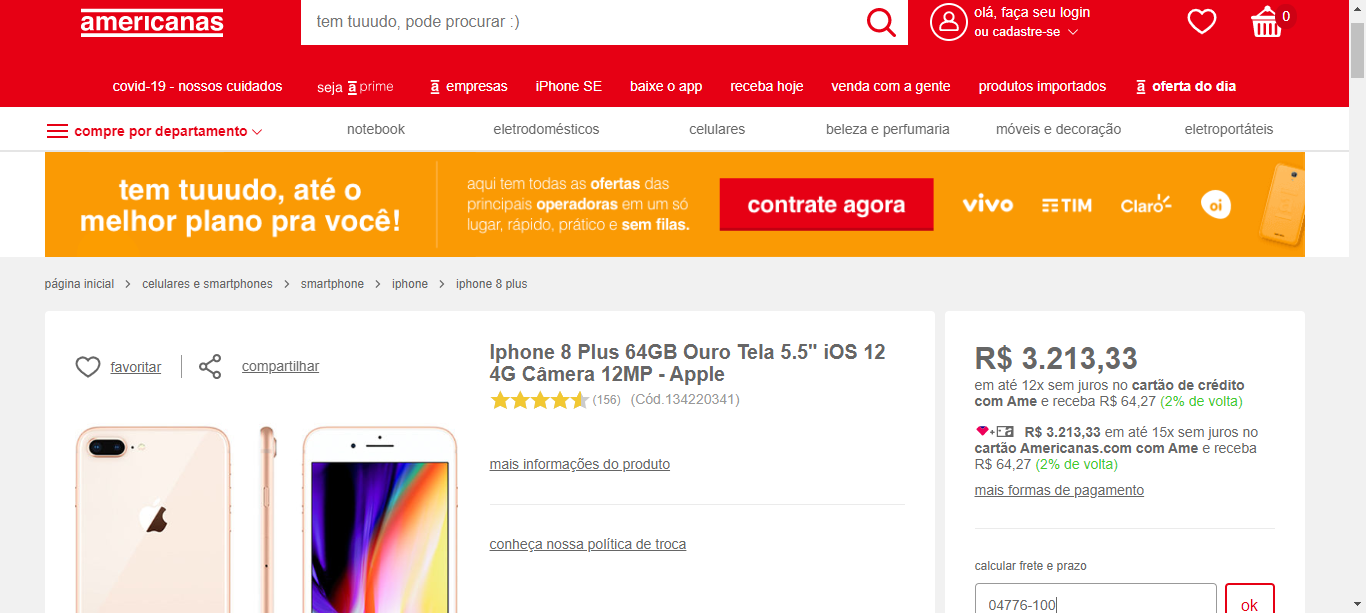 americanas
tem tuuudo, pode procurar :)
olá, faça seu login
ou cadastre-se
0
covid-19 - nossos cuidados
seja a prime
a empresas
iPhone SE
baixe o app
receba hoje
venda com a gente
produtos importados
a oferta do dia
compre por departamento
notebook
eletrodomésticos
celulares
beleza e perfumaria
móveis e decoração
eletroportáteis
tem tuuudo, até o
melhor plano pra você!
aqui tem todas as ofertas das
principais operadoras em um só
lugar, rápido, prático e sem filas.
contrate agora
vivo
TIM
Claro
oi
página inicial > celulares e smartphones > smartphone > iphone > iphone 8 plus
favoritar
compartilhar
Iphone 8 Plus 64GB Ouro Tela 5.5" iOS 12
4G Câmera 12MP - Apple
(156) (Cód.134220341)
mais informações do produto
conheça nossa política de troca
R$ 3.213,33
em até 12x sem juros no cartão de crédito
com Ame e receba R$ 64,27 (2% de volta)
R$ 3.213,33 em até 15x sem juros no
cartão Americanas.com com Ame e receba
R$ 64,27 (2% de volta)
mais formas de pagamento
calcular frete e prazo
04776-100
ok